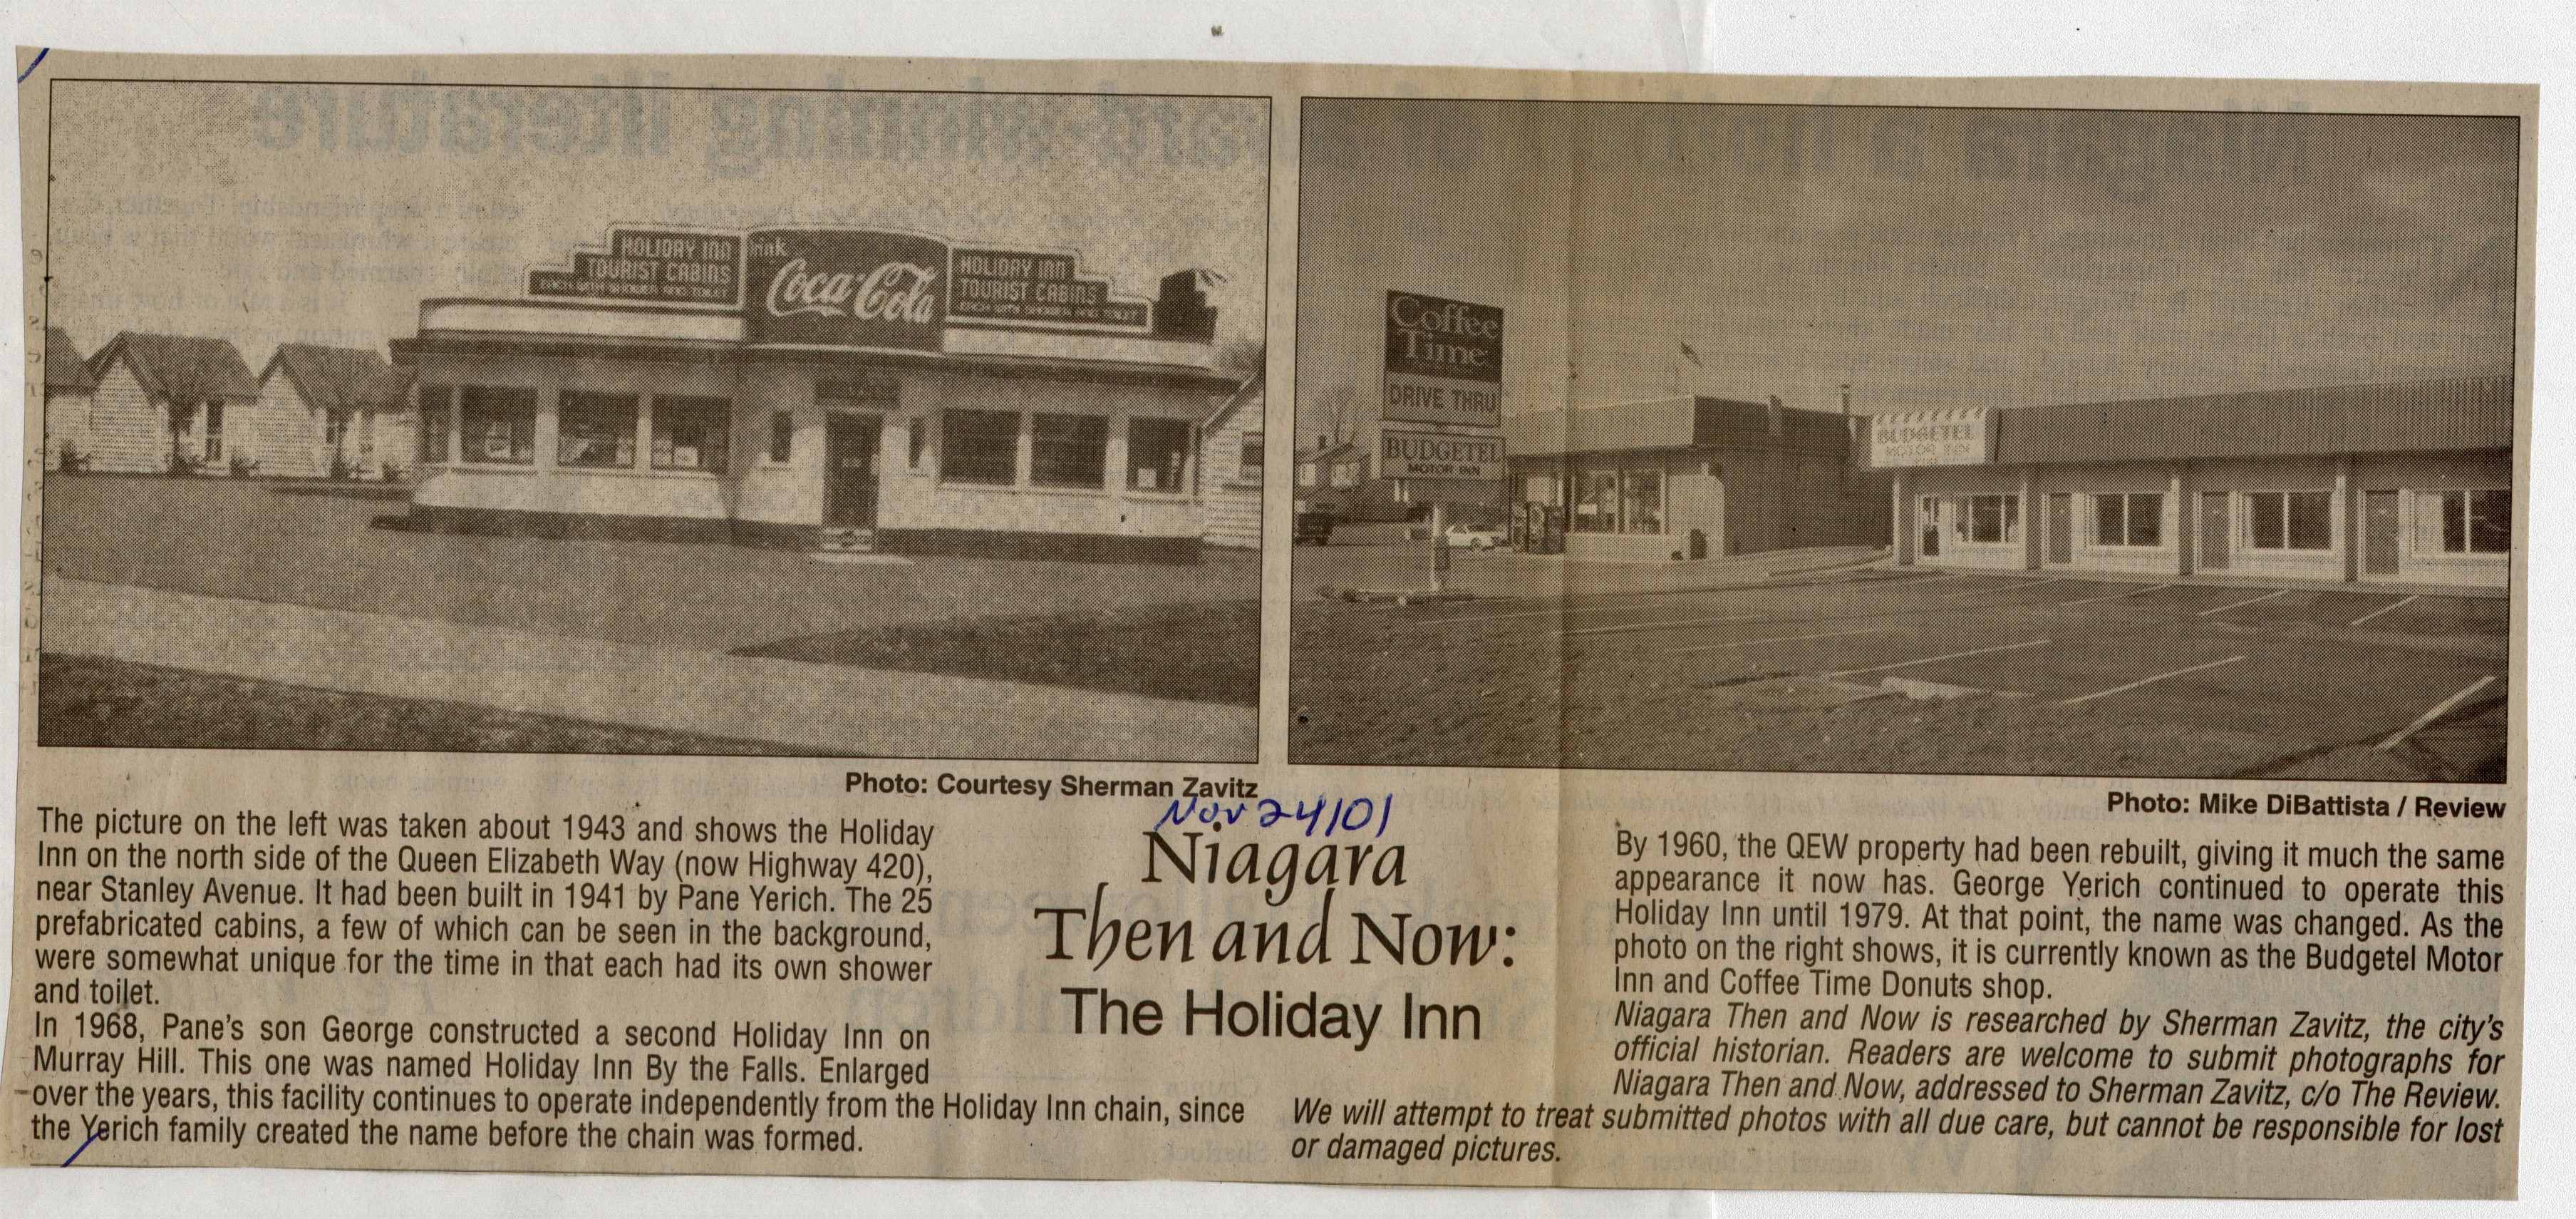 HOLIDAY INN
TOURIST CABINS
EACH WITH SHOWER AND TOILET
Drink
Coca-Cola
HOLIDAY INN
TOURIST CABINS
EACH WITH SHOWER AND TOILET
Coffee
Time
DRIVE THRU
BUDGETEL
MOTOR INN
BUDGETEL
MOTOR INN
Photo: Courtesy Sherman Zavitz
Photo: Mike DiBattista / Review
The picture on the left was taken about 1943 and shows the Holiday
Inn on the north side of the Queen Elizabeth Way (now Highway 420),
near Stanley Avenue. It had been built in 1941 by Pane Yerich. The 25
prefabricated cabins, a few of which can be seen in the background,
were somewhat unique for the time in that each had its own shower
and toilet.
In 1968, Pane's son George constructed a second Holiday Inn on
Murray Hill. This one was named Holiday Inn By the Falls. Enlarged
over the years, this facility continues to operate independently from the Holiday Inn chain, since
the Yerich family created the name before the chain was formed.
Nov 24/01
Niagara
Then and Now:
The Holiday Inn
By 1960, the QEW property had been rebuilt, giving it much the same
appearance it now has. George Yerich continued to operate this
Holiday Inn until 1979. At that point, the name was changed. As the
photo on the right shows, it is currently known as the Budgetel Motor
Inn and Coffee Time Donuts shop.
Niagara Then and Now is researched by Sherman Zavitz, the city's
official historian. Readers are welcome to submit photographs for
Niagara Then and Now, addressed to Sherman Zavitz, c/o The Review.
We will attempt to treat submitted photos with all due care, but cannot be responsible for lost
or damaged pictures.